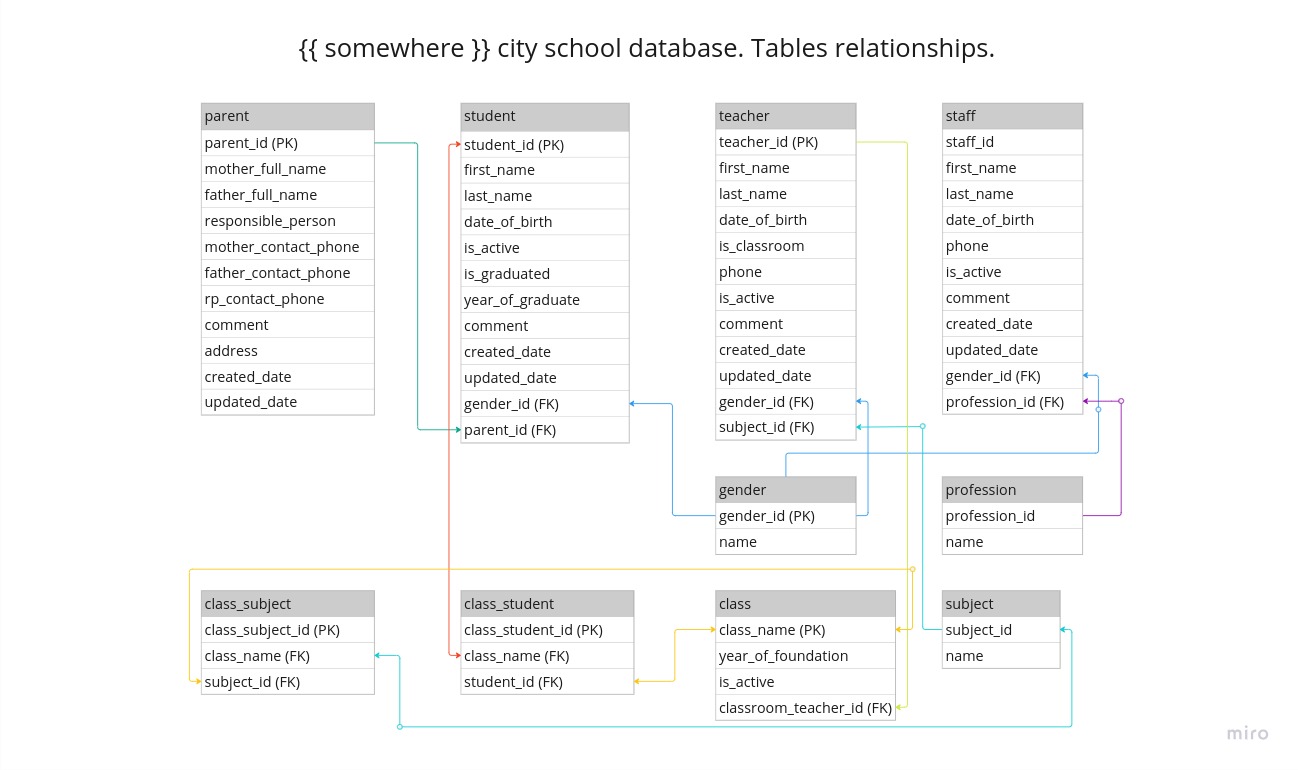 {{ somewhere }} city school database. Tables relationships.
parent
parent_id (PK)
mother_full_name
father_full_name
responsible_person
mother_contact_phone
father_contact_phone
rp_contact_phone
comment
address
created_date
updated_date
student
student_id (PK)
first_name
last_name
date_of_birth
is_active
is_graduated
year_of_graduate
comment
created_date
updated_date
gender_id (FK)
parent_id (FK)
teacher
teacher_id (PK)
first_name
last_name
date_of_birth
is_classroom
phone
is_active
comment
created_date
updated_date
gender_id (FK)
subject_id (FK)
staff
staff_id
first_name
last_name
date_of_birth
phone
is_active
comment
created_date
updated_date
gender_id (FK)
profession_id (FK)
gender
gender_id (PK)
name
profession
profession_id
name
class_subject
class_subject_id (PK)
class_name (FK)
subject_id (FK)
class_student
class_student_id (PK)
class_name (FK)
student_id (FK)
class
class_name (PK)
year_of_foundation
is_active
classroom_teacher_id (FK)
subject
subject_id
name
miro